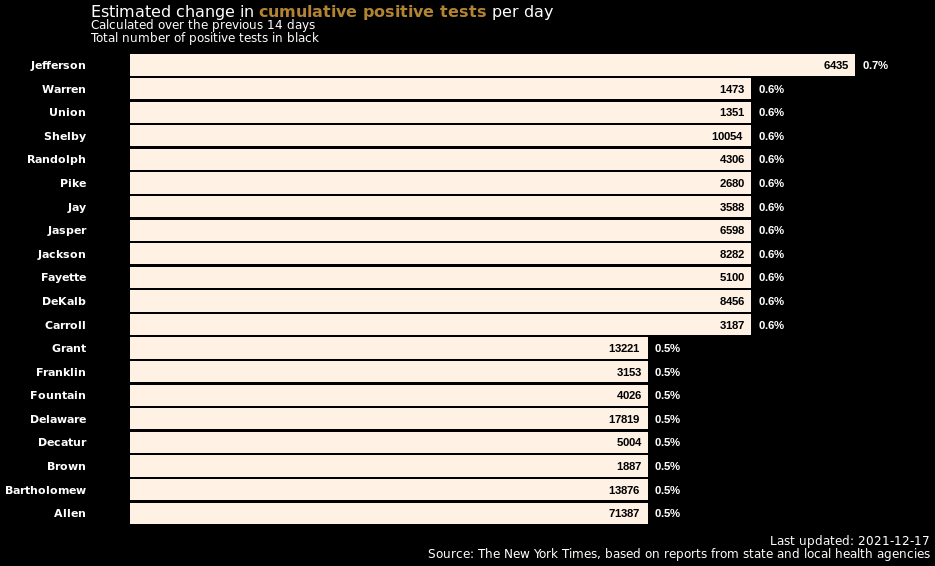 Estimated change in cumulative positive tests per day
Calculated over the previous 14 days
Total number of positive tests in black
Jefferson 6435 0.7%
Warren 1473 0.6%
Union 1351 0.6%
Shelby 10054 0.6%
Randolph 4306 0.6%
Pike 2680 0.6%
Jay 3588 0.6%
Jasper 6598 0.6%
Jackson 8282 0.6%
Fayette 5100 0.6%
DeKalb 8456 0.6%
Carroll 3187 0.6%
Grant 13221 0.5%
Franklin 3153 0.5%
Fountain 4026 0.5%
Delaware 17819 0.5%
Decatur 5004 0.5%
Brown 1887 0.5%
Bartholomew 13876 0.5%
Allen 71387 0.5%
Last updated: 2021-12-17
Source: The New York Times, based on reports from state and local health agencies